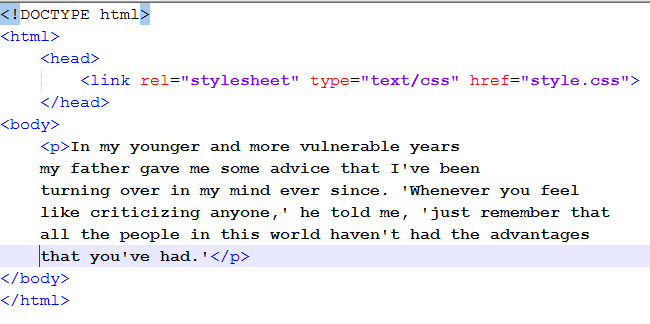 <!DOCTYPE html>
<html>
<head>
<link rel="stylesheet" type="text/css" href="style.css">
</head>
<body>
<p>In my younger and more vulnerable years
my father gave me some advice that I've been
turning over in my mind ever since. 'Whenever you feel
like criticizing anyone,' he told me, 'just remember that
all the people in this world haven't had the advantages
that you've had.'</p>
</body>
</html>